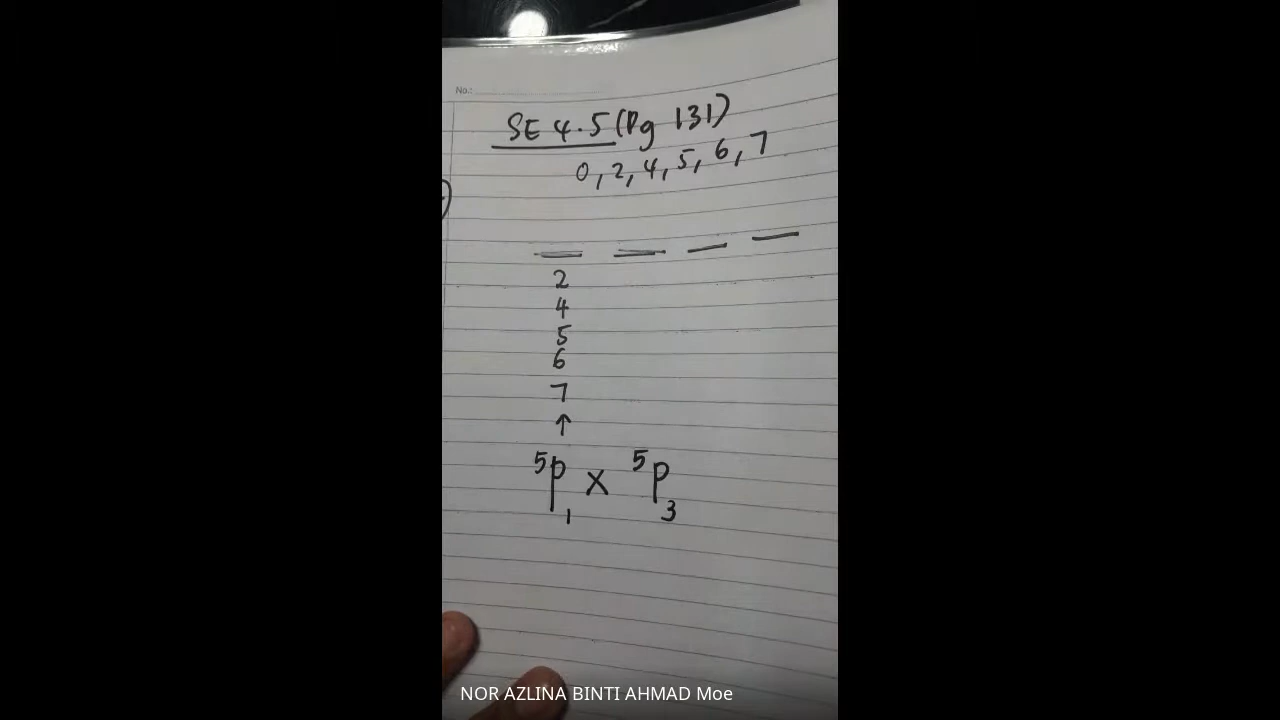 No.:
SE 4.5 (Pg 131)
0, 2, 4, 5, 6, 7
2
4
5
6
7
↑
⁵P₁ × ⁵P₃
NOR AZLINA BINTI AHMAD Moe